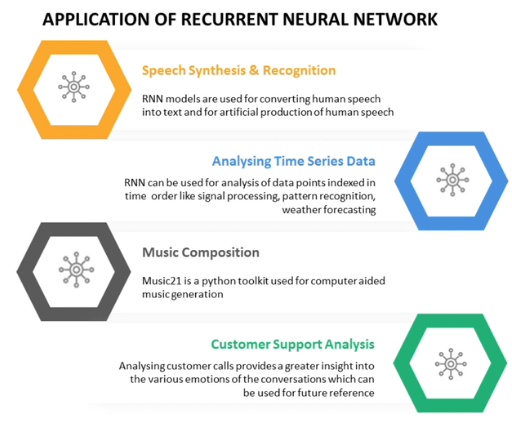 APPLICATION OF RECURRENT NEURAL NETWORK
Speech Synthesis & Recognition
RNN models are used for converting human speech
into text and for artificial production of human speech
Analysing Time Series Data
RNN can be used for analysis of data points indexed in
time order like signal processing, pattern recognition,
weather forecasting
Music Composition
Music21 is a python toolkit used for computer aided
music generation
Customer Support Analysis
Analysing customer calls provides a greater insight into
the various emotions of the conversations which can
be used for future reference